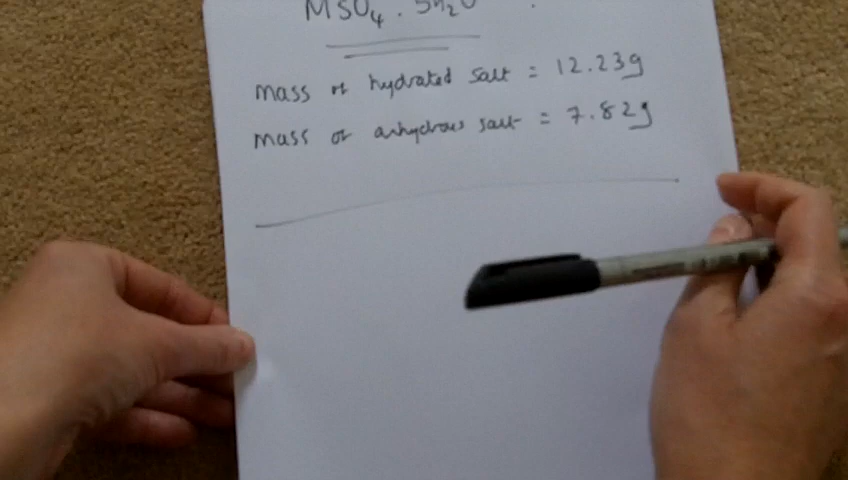 MSO₄ . 5H₂O
mass of hydrated salt = 12.23g
mass of anhydrous salt = 7.82g